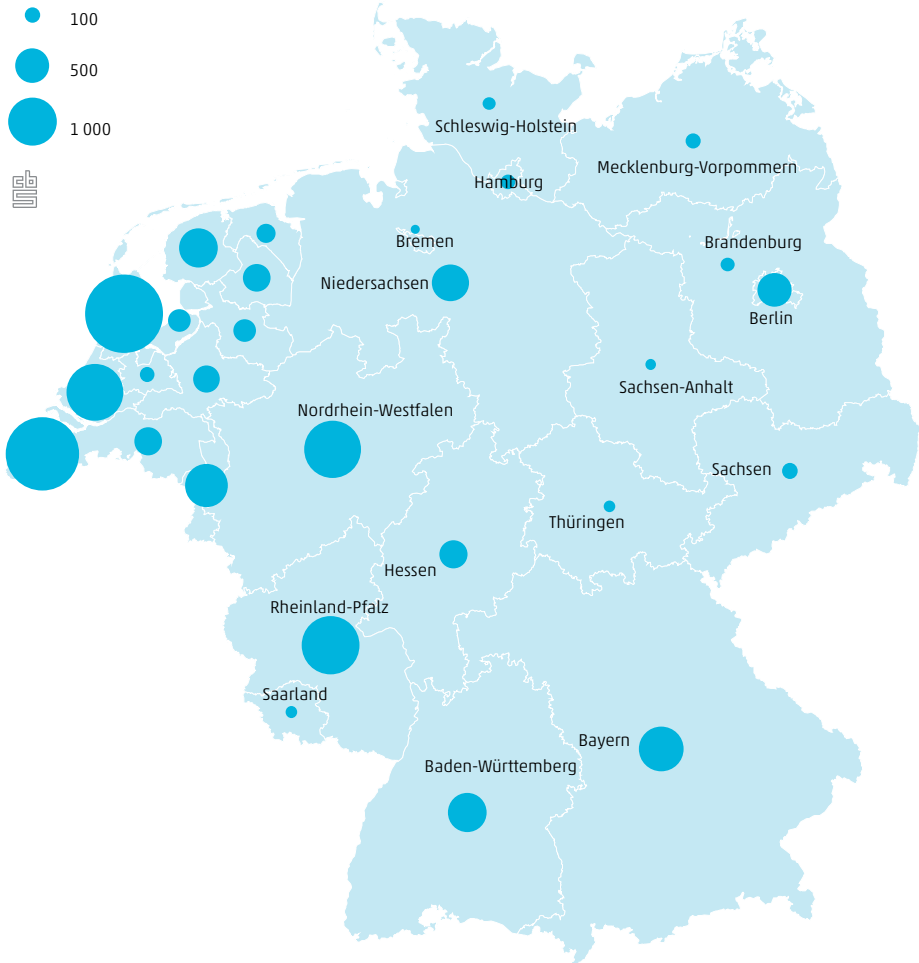 100
500
1 000
cbs
Schleswig-Holstein
Mecklenburg-Vorpommern
Hamburg
Bremen
Brandenburg
Niedersachsen
Berlin
Sachsen-Anhalt
Nordrhein-Westfalen
Sachsen
Thüringen
Hessen
Rheinland-Pfalz
Saarland
Bayern
Baden-Württemberg